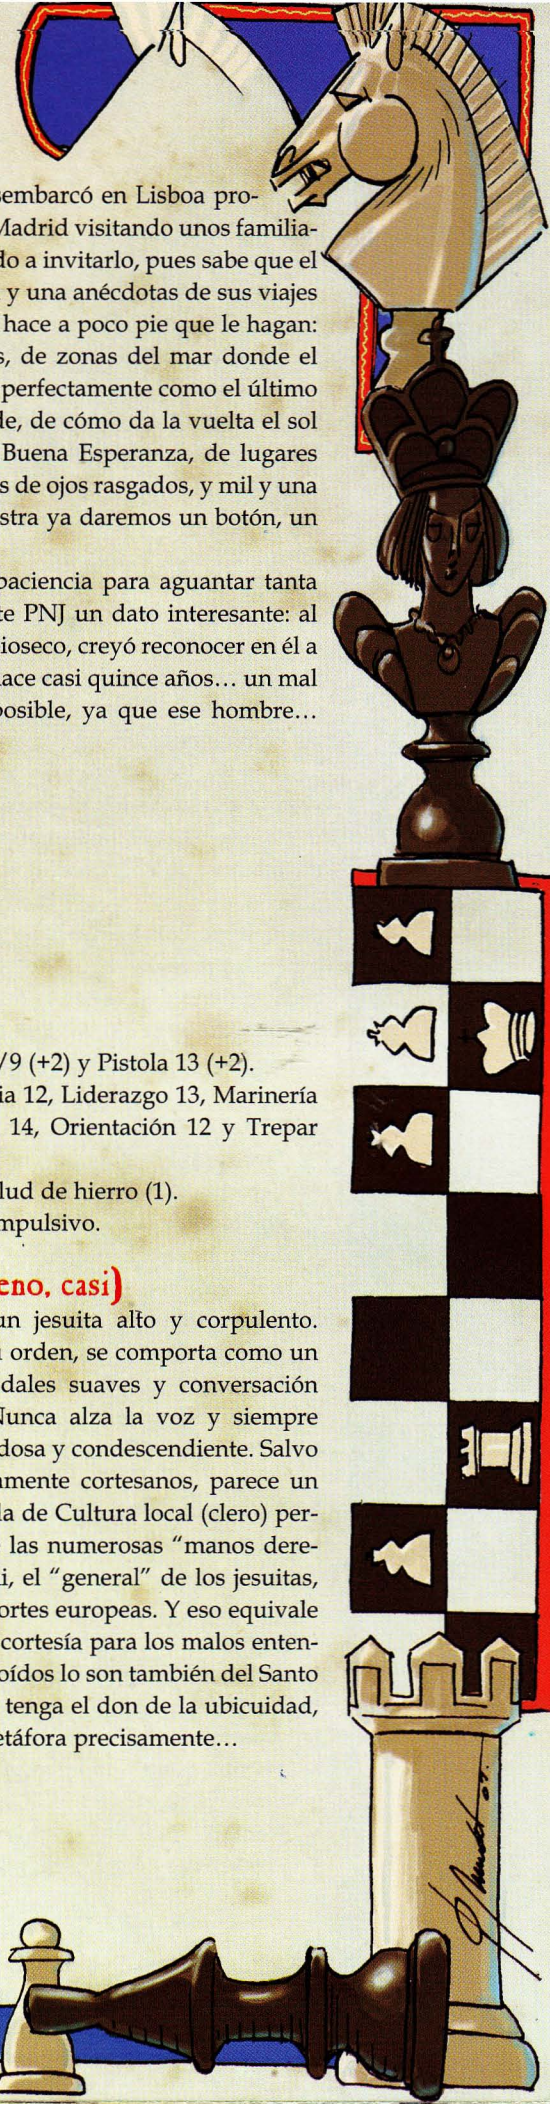 sembarcó en Lisboa pro-
Madrid visitando unos familia-
do a invitarlo, pues sabe que el
y una anécdotas de sus viajes
hace a poco pie que le hagan:
s, de zonas del mar donde el
perfectamente como el último
de, de cómo da la vuelta el sol
Buena Esperanza, de lugares
s de ojos rasgados, y mil y una
stra ya daremos un botón, un
paciencia para aguantar tanta
te PNJ un dato interesante: al
ioseco, creyó reconocer en él a
hace casi quince años... un mal
posible, ya que ese hombre...
/9 (+2) y Pistola 13 (+2).
ia 12, Liderazgo 13, Marinería
14, Orientación 12 y Trepar
lud de hierro (1).
mpulsivo.
eno, casi)
un jesuita alto y corpulento.
orden, se comporta como un
dales suaves y conversación
Nunca alza la voz y siempre
dosa y condescendiente. Salvo
amente cortesanos, parece un
la de Cultura local (clero) per-
las numerosas "manos dere-
i, el "general" de los jesuitas,
ortes europeas. Y eso equivale
cortesía para los malos enten-
oídos lo son también del Santo
tenga el don de la ubicuidad,
etáfora precisamente...